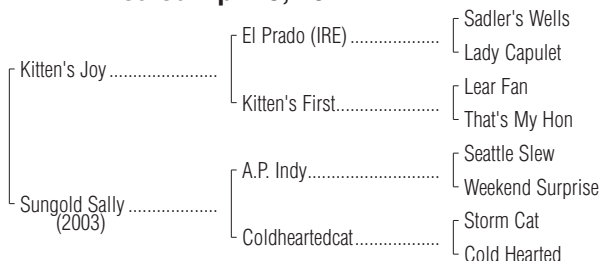 Sadler's Wells
El Prado (IRE)
Lady Capulet
Kitten's Joy
Lear Fan
Kitten's First
That's My Hon
Seattle Slew
A.P. Indy
Weekend Surprise
Sungold Sally
(2003)
Storm Cat
Coldheartedcat
Cold Hearted